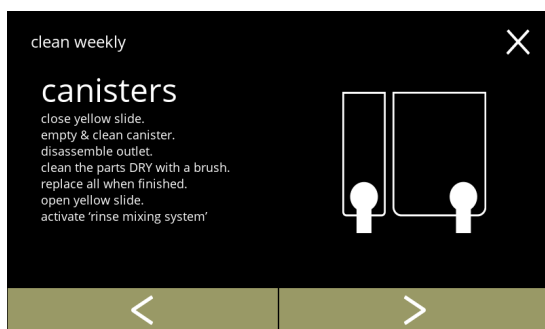 clean weekly
canisters
close yellow slide.
empty & clean canister.
disassemble outlet.
clean the parts DRY with a brush.
replace all when finished.
open yellow slide.
activate ‘rinse mixing system’